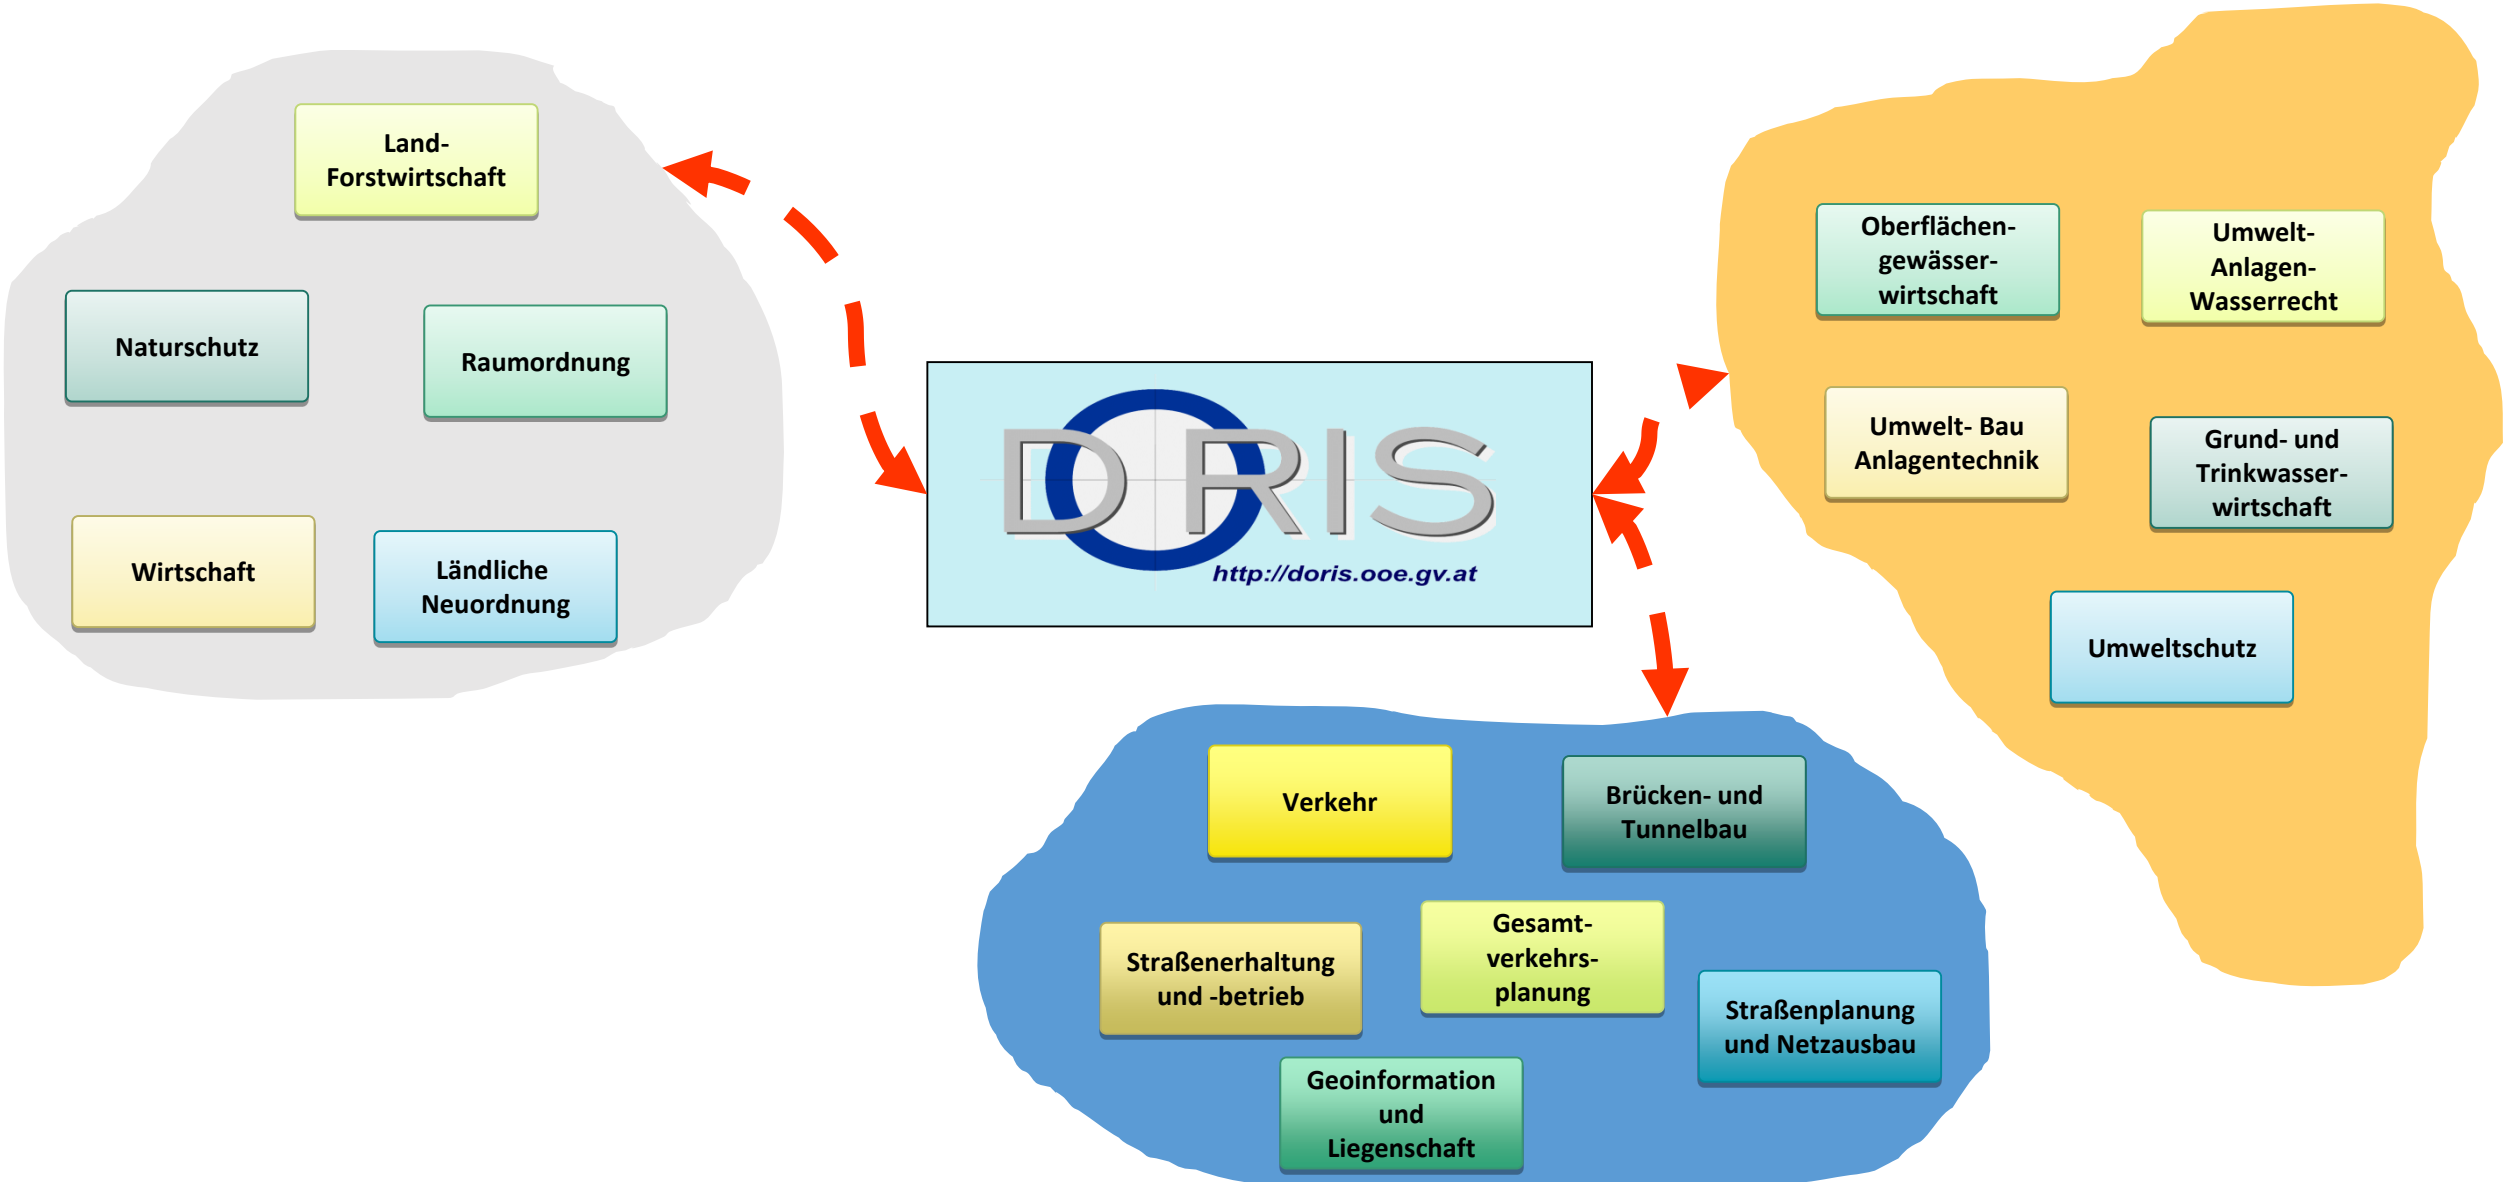 Land-
Forstwirtschaft
Naturschutz
Raumordnung
Wirtschaft
Ländliche
Neuordnung
DORIS
http://doris.ooe.gv.at
Oberflächen-
gewässer-
wirtschaft
Umwelt-
Anlagen-
Wasserrecht
Umwelt- Bau
Anlagentechnik
Grund- und
Trinkwasser-
wirtschaft
Umweltschutz
Verkehr
Brücken- und
Tunnelbau
Straßenerhaltung
und -betrieb
Gesamt-
verkehrs-
planung
Straßenplanung
und Netzausbau
Geoinformation
und
Liegenschaft